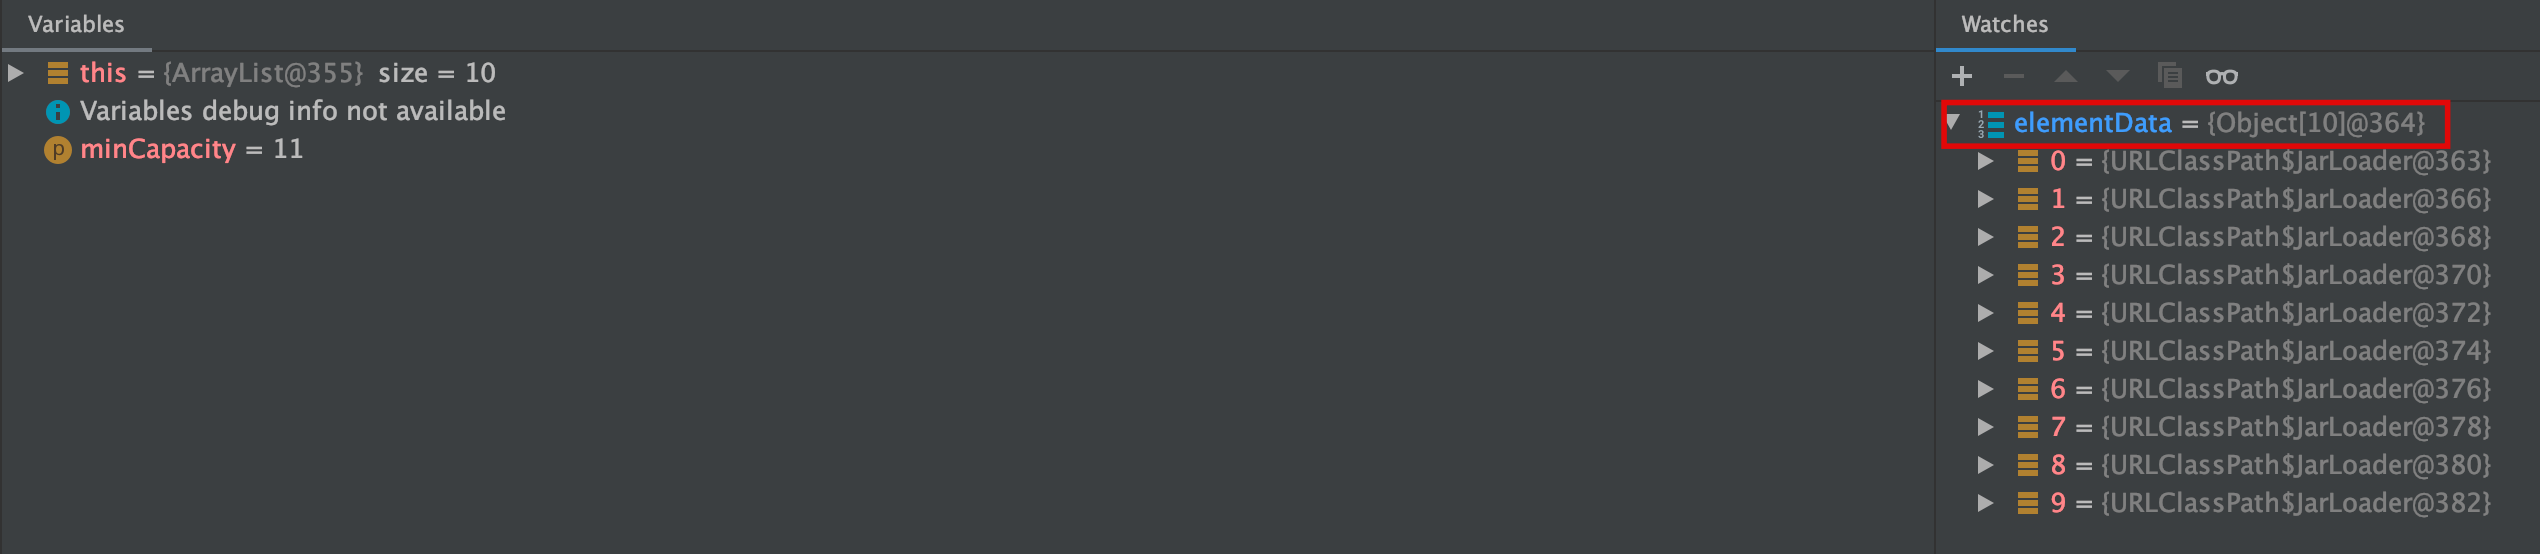 Variables
this = {ArrayList@355} size = 10
Variables debug info not available
minCapacity = 11
Watches
elementData = {Object[10]@364}
0 = {URLClassPath$JarLoader@363}
1 = {URLClassPath$JarLoader@366}
2 = {URLClassPath$JarLoader@368}
3 = {URLClassPath$JarLoader@370}
4 = {URLClassPath$JarLoader@372}
5 = {URLClassPath$JarLoader@374}
6 = {URLClassPath$JarLoader@376}
7 = {URLClassPath$JarLoader@378}
8 = {URLClassPath$JarLoader@380}
9 = {URLClassPath$JarLoader@382}